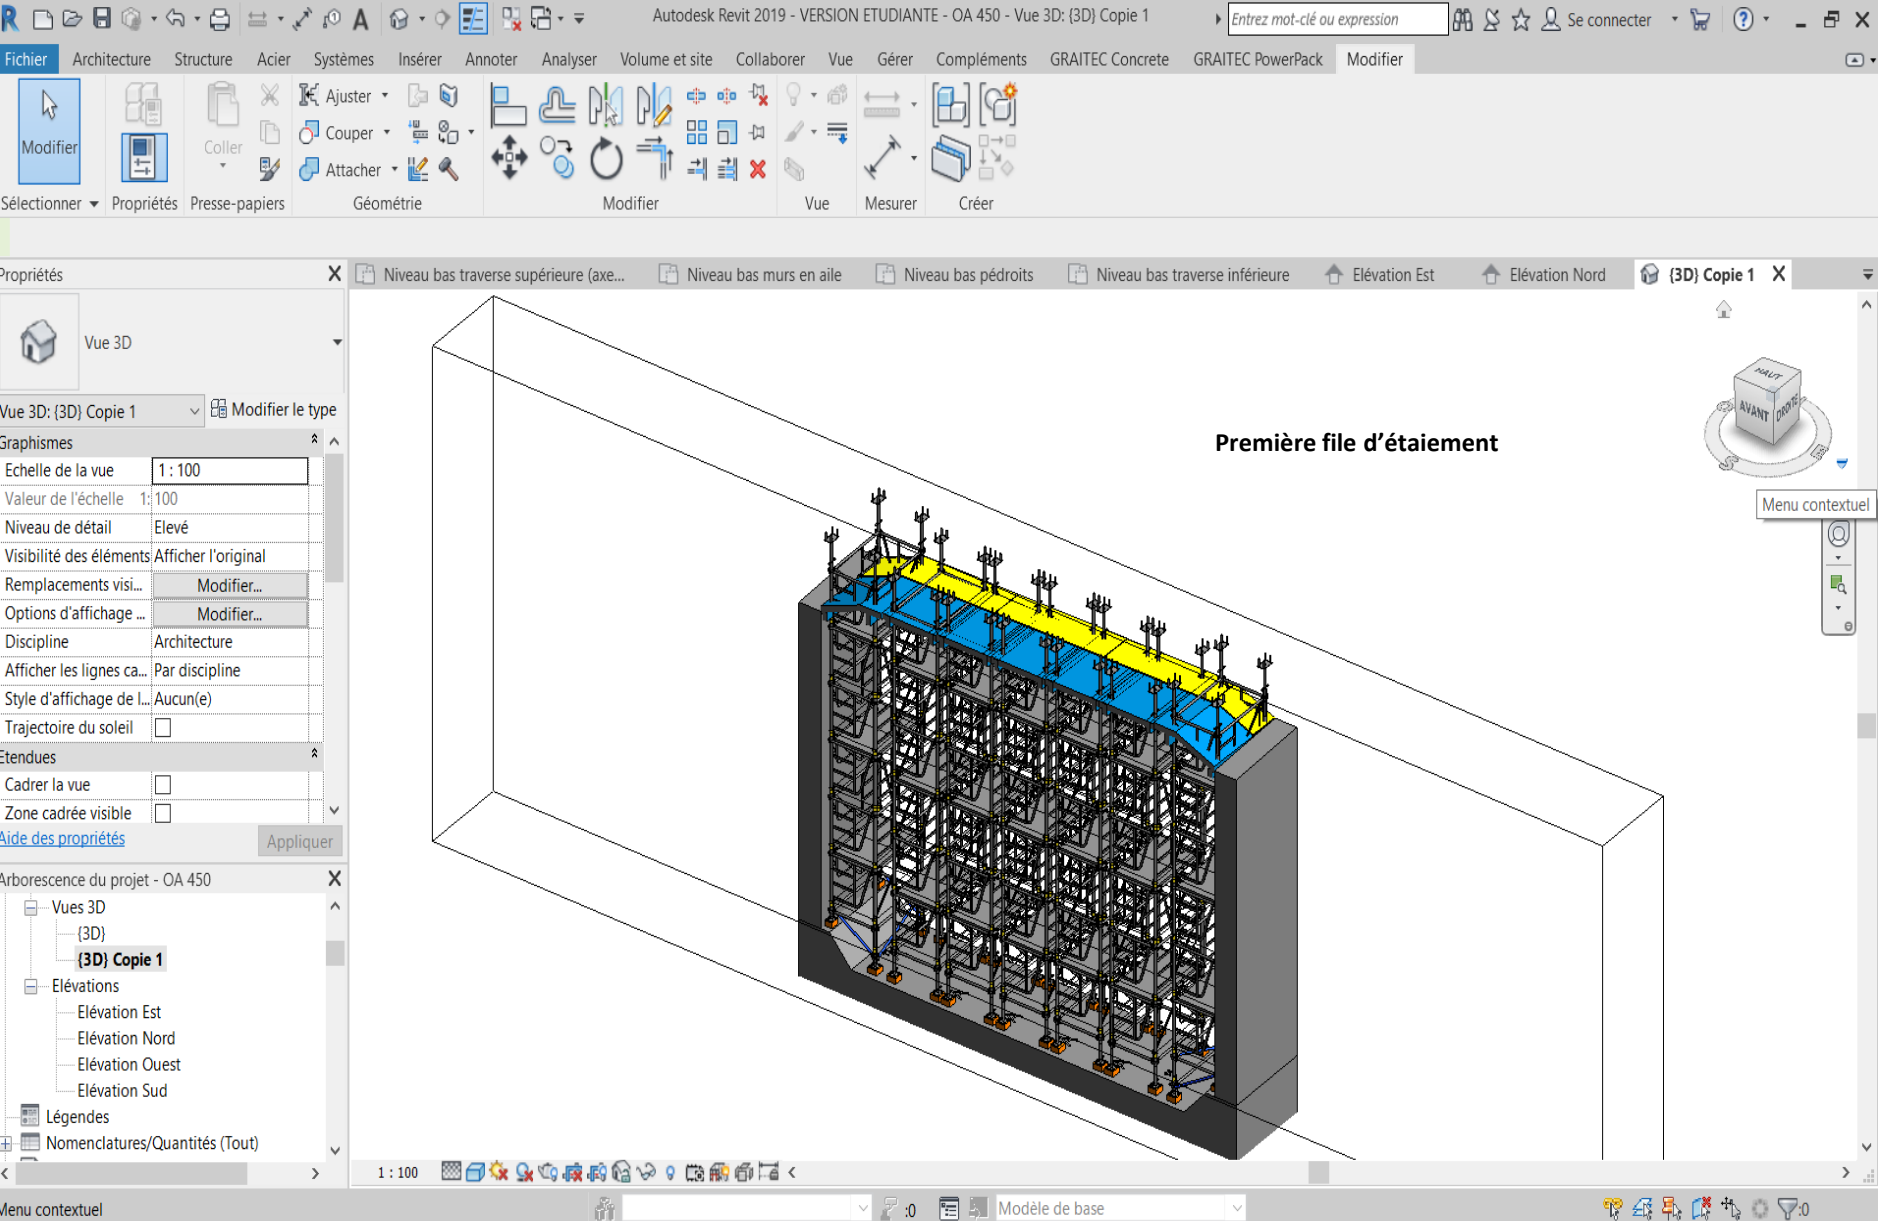 Autodesk Revit 2019 - VERSION ETUDIANTE - OA 450 - Vue 3D: {3D} Copie 1
Entrez mot-clé ou expression
Se connecter
Fichier Architecture Structure Acier Systèmes Insérer Annoter Analyser Volume et site Collaborer Vue Gérer Compléments GRAITEC Concrete GRAITEC PowerPack Modifier
Modifier
Coller
Ajuster
Couper
Attacher
Sélectionner Propriétés Presse-papiers Géométrie Modifier Vue Mesurer Créer
Propriétés X
Niveau bas traverse supérieure (axe... Niveau bas murs en aile Niveau bas pédroits Niveau bas traverse inférieure Elévation Est Elévation Nord {3D} Copie 1 X
Vue 3D
Vue 3D: {3D} Copie 1 Modifier le type
Graphismes
Echelle de la vue 1 : 100
Valeur de l'échelle 1: 100
Niveau de détail Elevé
Visibilité des éléments Afficher l'original
Remplacements visi... Modifier...
Options d'affichage ... Modifier...
Discipline Architecture
Afficher les lignes ca... Par discipline
Style d'affichage de l... Aucun(e)
Trajectoire du soleil
Etendues
Cadrer la vue
Zone cadrée visible
Aide des propriétés Appliquer
Arborescence du projet - OA 450 X
Vues 3D
{3D}
{3D} Copie 1
Elévations
Elévation Est
Elévation Nord
Elévation Ouest
Elévation Sud
Légendes
Nomenclatures/Quantités (Tout)
Première file d’étaiement
HAUT
AVANT DROITE
S E
Menu contextuel
1 : 100
Menu contextuel
:0
Modèle de base
:0